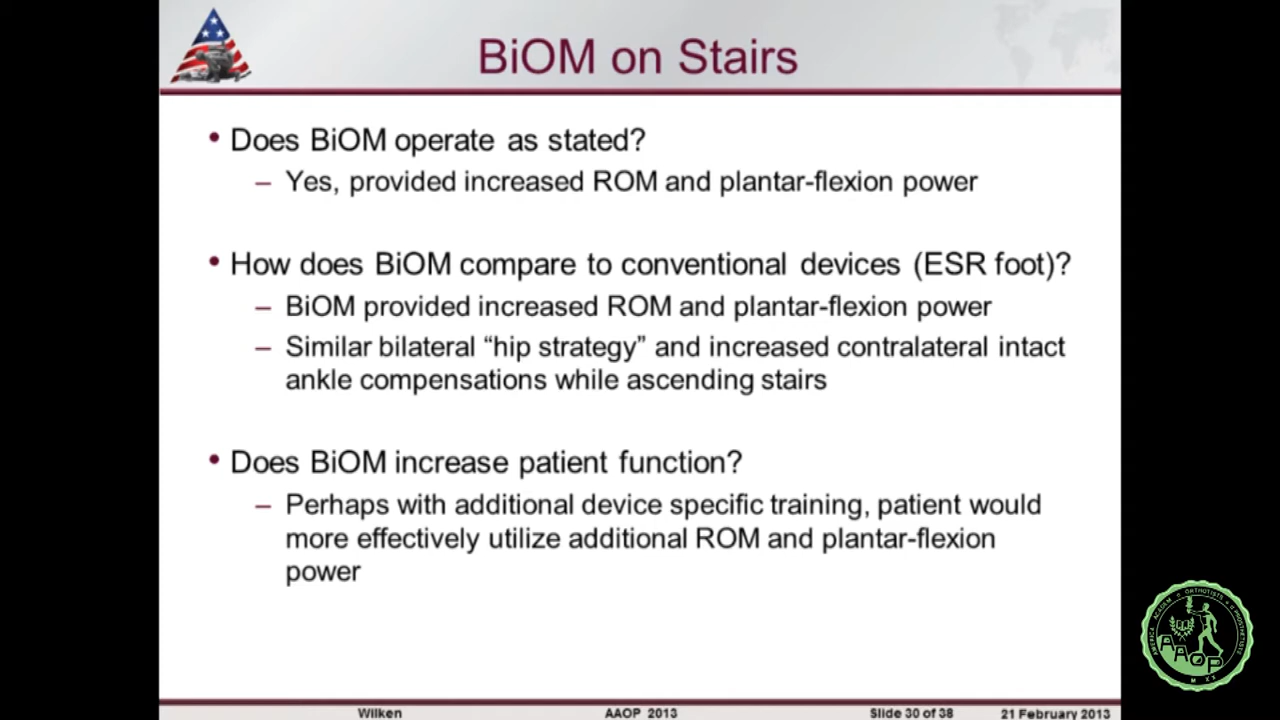 BiOM on Stairs
• Does BiOM operate as stated?
– Yes, provided increased ROM and plantar-flexion power
• How does BiOM compare to conventional devices (ESR foot)?
– BiOM provided increased ROM and plantar-flexion power
– Similar bilateral “hip strategy” and increased contralateral intact
ankle compensations while ascending stairs
• Does BiOM increase patient function?
– Perhaps with additional device specific training, patient would
more effectively utilize additional ROM and plantar-flexion
power
Wilken
AAOP 2013
Slide 30 of 38
21 February 2013
AAOP